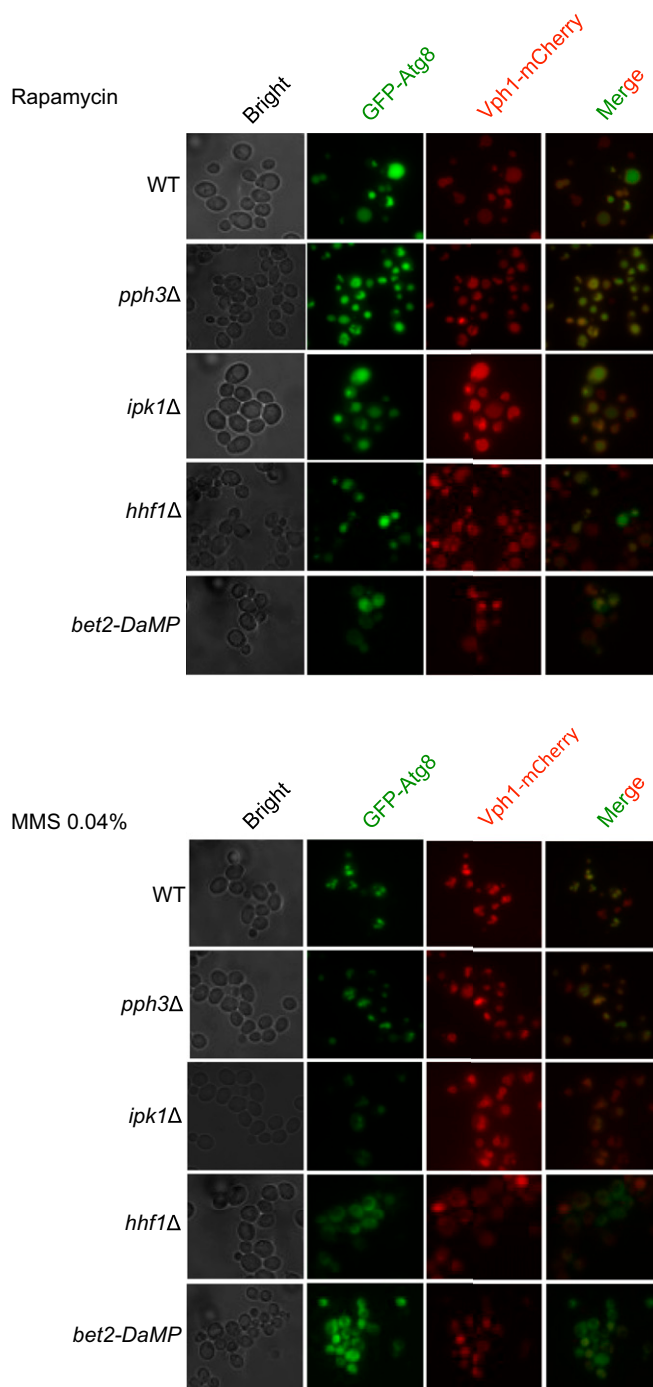 Rapamycin
Bright
GFP-Atg8
Vph1-mCherry
Merge
WT
pph3Δ
ipk1Δ
hhf1Δ
bet2-DaMP
MMS 0.04%
Bright
GFP-Atg8
Vph1-mCherry
Merge
WT
pph3Δ
ipk1Δ
hhf1Δ
bet2-DaMP